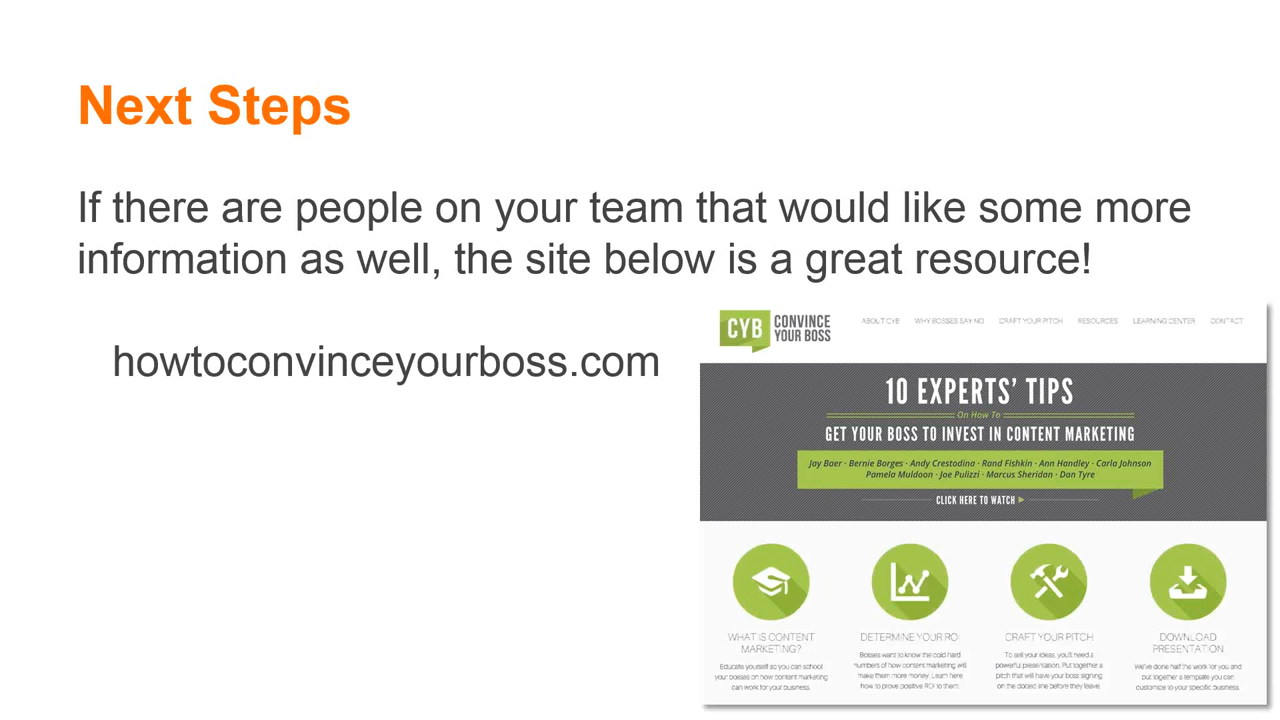 Next Steps
If there are people on your team that would like some more
information as well, the site below is a great resource!
howtoconvinceyourboss.com
CYB CONVINCE
YOUR BOSS
ABOUT CYB WHY BOSSES SAY NO CRAFT YOUR PITCH RESOURCES LEARNING CENTER CONTACT
10 EXPERTS' TIPS
On How To
GET YOUR BOSS TO INVEST IN CONTENT MARKETING
Jay Baer · Bernie Borges · Andy Crestodina · Rand Fishkin · Ann Handley · Carla Johnson
Pamela Muldoon · Joe Pulizzi · Marcus Sheridan · Dan Tyre
CLICK HERE TO WATCH
WHAT IS CONTENT
MARKETING?
Educate yourself so you can school
your bosses on how content marketing
can work for your business.
DETERMINE YOUR ROI
Bosses want to know the cold hard
numbers of how content marketing will
make them more money. Learn here
how to prove positive ROI to them.
CRAFT YOUR PITCH
To sell your ideas, you'll need a
powerful presentation. Put together a
pitch that will have your boss signing
on the dotted line before they leave.
DOWNLOAD
PRESENTATION
We've done half the work for you and
put together a template you can
customize to your specific business.